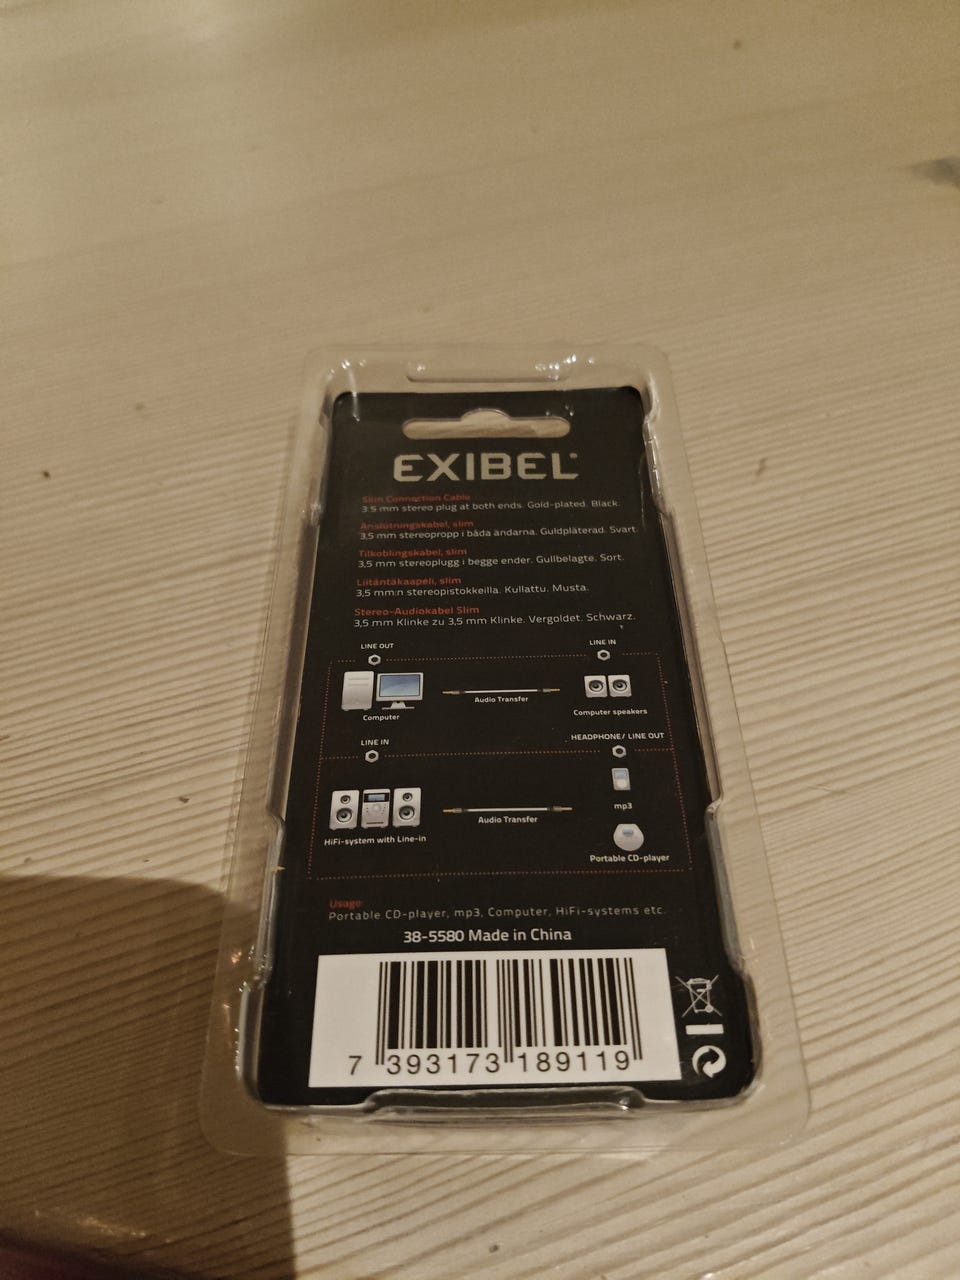 EXIBEL®
Slim Connection Cable
3.5 mm stereo plug at both ends. Gold-plated. Black.
Anslutningskabel, slim
3,5 mm stereopropp i båda ändarna. Guldpläterad. Svart.
Tilkoblingskabel, slim
3,5 mm stereoplugg i begge ender. Gullbelagte. Sort.
Liitäntäkaapeli, slim
3,5 mm:n stereopistokkeilla. Kullattu. Musta.
Stereo-Audiokabel Slim
3,5 mm Klinke zu 3,5 mm Klinke. Vergoldet. Schwarz.
LINE OUT
LINE IN
Audio Transfer
Computer
Computer speakers
LINE IN
HEADPHONE/ LINE OUT
mp3
Audio Transfer
HiFi-system with Line-in
Portable CD-player
Usage:
Portable CD-player, mp3, Computer, HiFi-systems etc.
38-5580 Made in China
7 393173 189119